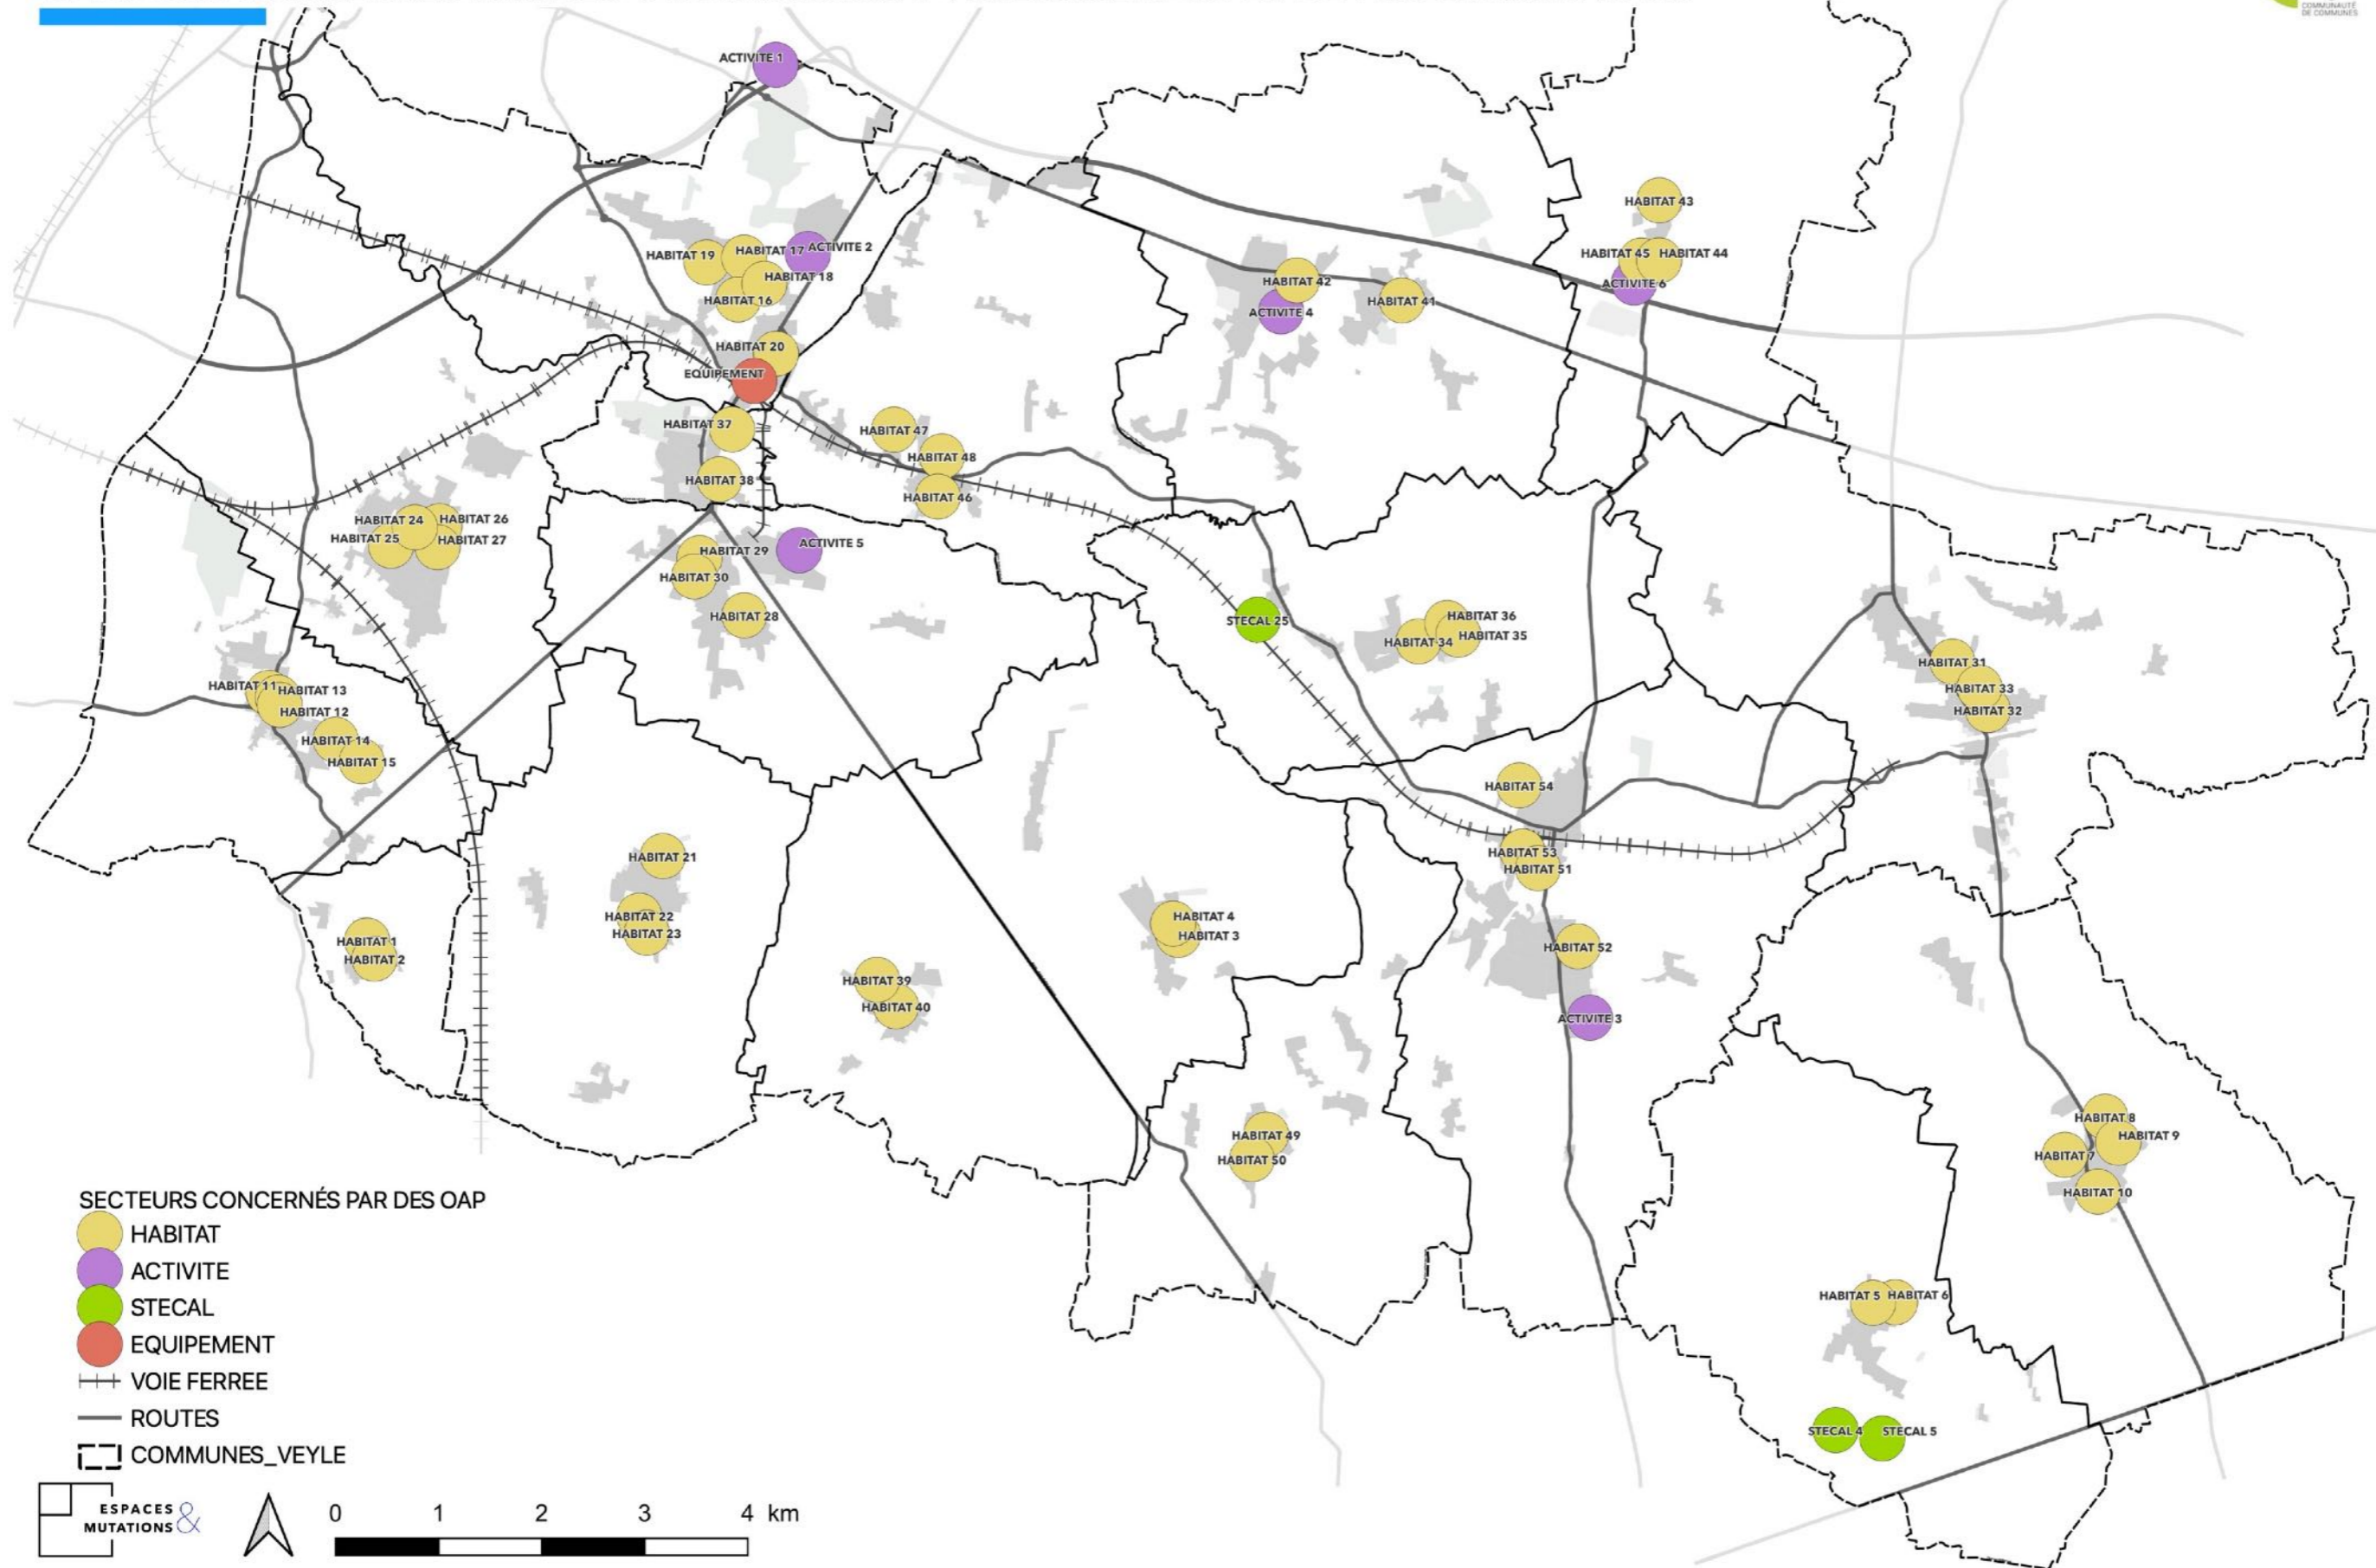 COMMUNAUTÉ
DE COMMUNES
ACTIVITE 1
HABITAT 43
HABITAT 19
HABITAT 17
ACTIVITE 2
HABITAT 45
HABITAT 44
HABITAT 18
HABITAT 42
ACTIVITE 6
HABITAT 16
HABITAT 41
ACTIVITE 4
HABITAT 20
EQUIPEMENT
HABITAT 37
HABITAT 47
HABITAT 48
HABITAT 38
HABITAT 46
HABITAT 24
HABITAT 26
HABITAT 25
HABITAT 27
HABITAT 29
ACTIVITE 5
HABITAT 30
HABITAT 28
STECAL 25
HABITAT 36
HABITAT 34
HABITAT 35
HABITAT 31
HABITAT 33
HABITAT 32
HABITAT 11
HABITAT 13
HABITAT 12
HABITAT 14
HABITAT 15
HABITAT 54
HABITAT 53
HABITAT 51
HABITAT 21
HABITAT 22
HABITAT 23
HABITAT 4
HABITAT 3
HABITAT 1
HABITAT 2
HABITAT 52
HABITAT 39
HABITAT 40
ACTIVITE 3
HABITAT 49
HABITAT 50
HABITAT 8
HABITAT 9
HABITAT 7
HABITAT 10
HABITAT 5
HABITAT 6
STECAL 4
STECAL 5
SECTEURS CONCERNÉS PAR DES OAP
HABITAT
ACTIVITE
STECAL
EQUIPEMENT
VOIE FERREE
ROUTES
COMMUNES_VEYLE
ESPACES &
MUTATIONS
0 1 2 3 4 km